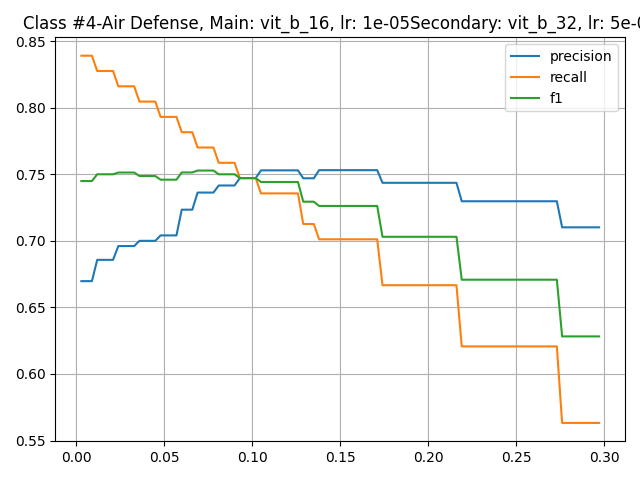 Class #4-Air Defense, Main: vit_b_16, lr: 1e-05Secondary: vit_b_32, lr: 5e-0
precision
recall
f1
0.85
0.80
0.75
0.70
0.65
0.60
0.55
0.00 0.05 0.10 0.15 0.20 0.25 0.30